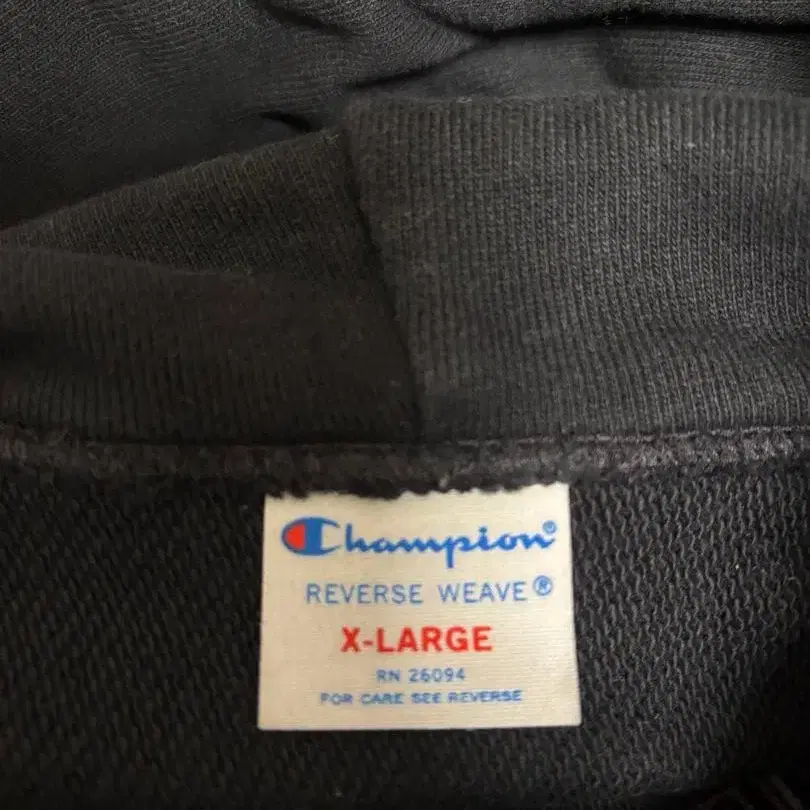 Champion®
REVERSE WEAVE®
X-LARGE
RN 26094
FOR CARE SEE REVERSE